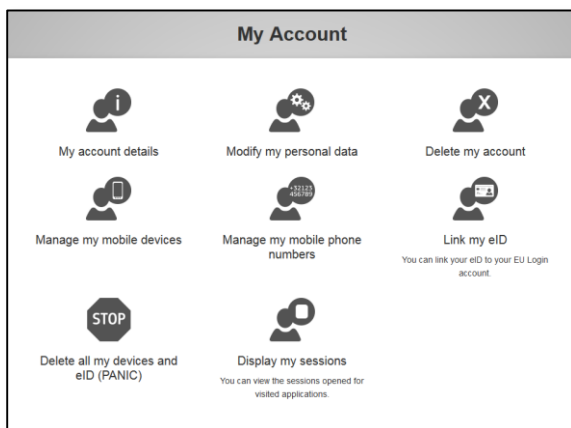 My Account
i
X
My account details
Modify my personal data
Delete my account
+32123
456789
Manage my mobile devices
Manage my mobile phone
numbers
Link my eID
You can link your eID to your EU Login
account.
STOP
Delete all my devices and
eID (PANIC)
Display my sessions
You can view the sessions opened for
visited applications.